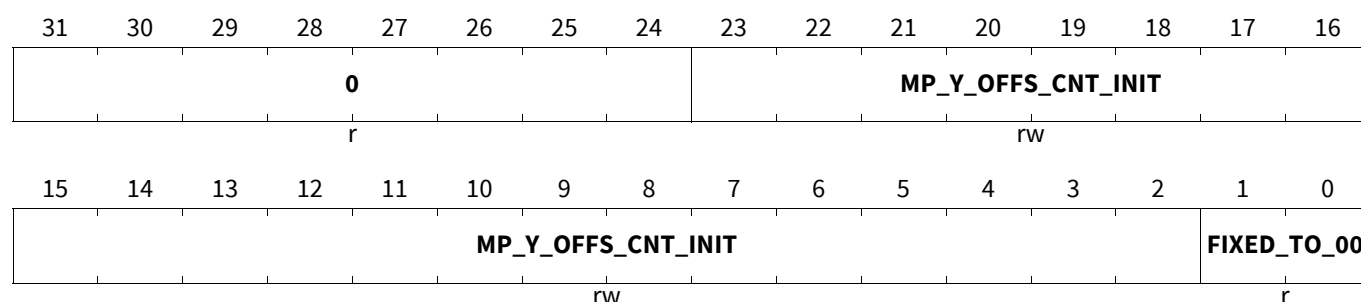 31 30 29 28 27 26 25 24 23 22 21 20 19 18 17 16
0 MP_Y_OFFS_CNT_INIT
r rw
15 14 13 12 11 10 9 8 7 6 5 4 3 2 1 0
MP_Y_OFFS_CNT_INIT FIXED_TO_00
rw r